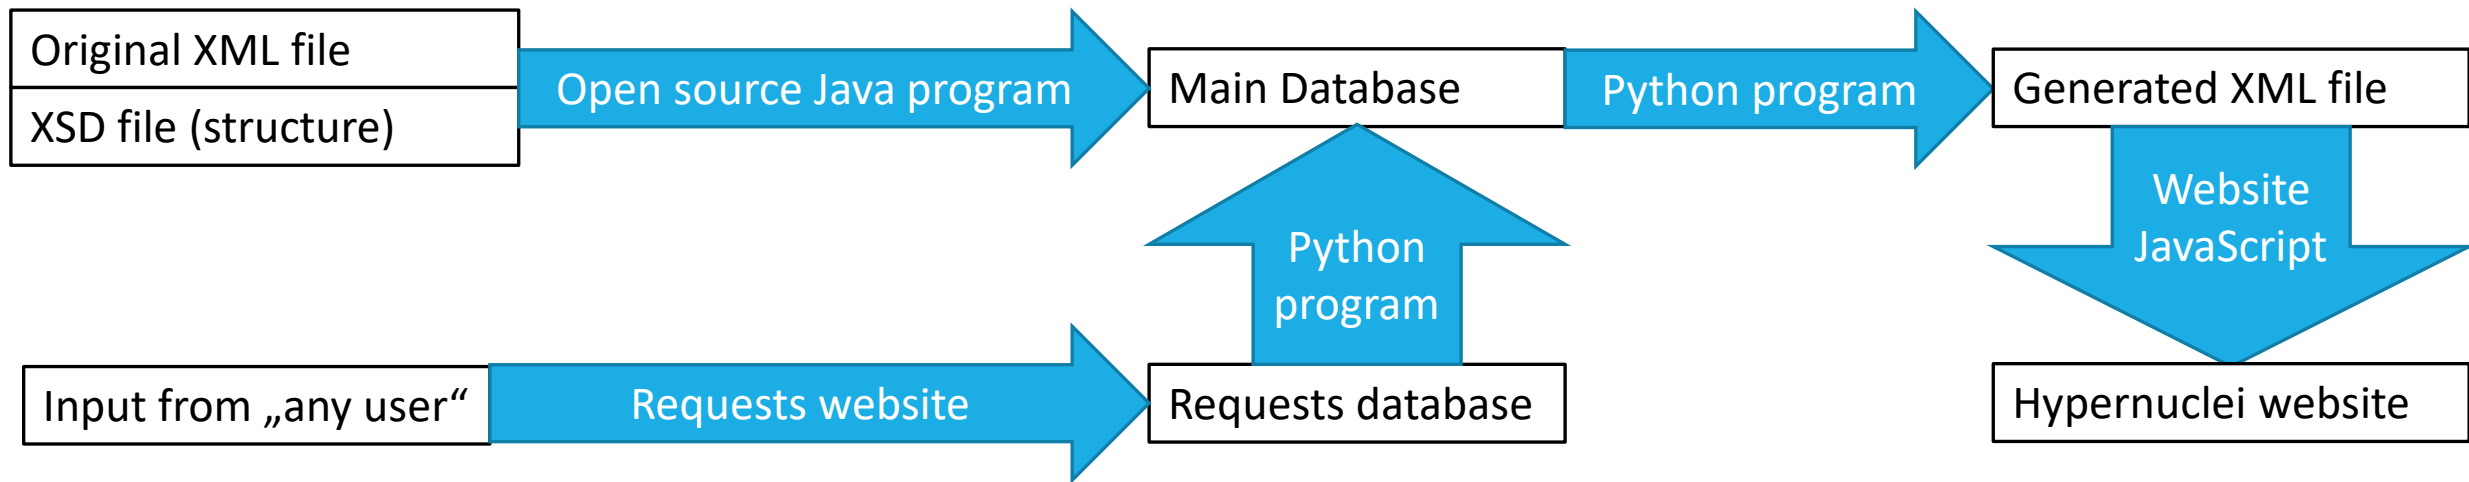 Original XML file
XSD file (structure)
Open source Java program
Main Database
Python program
Generated XML file
Website
JavaScript
Python
program
Input from „any user“
Requests website
Requests database
Hypernuclei website